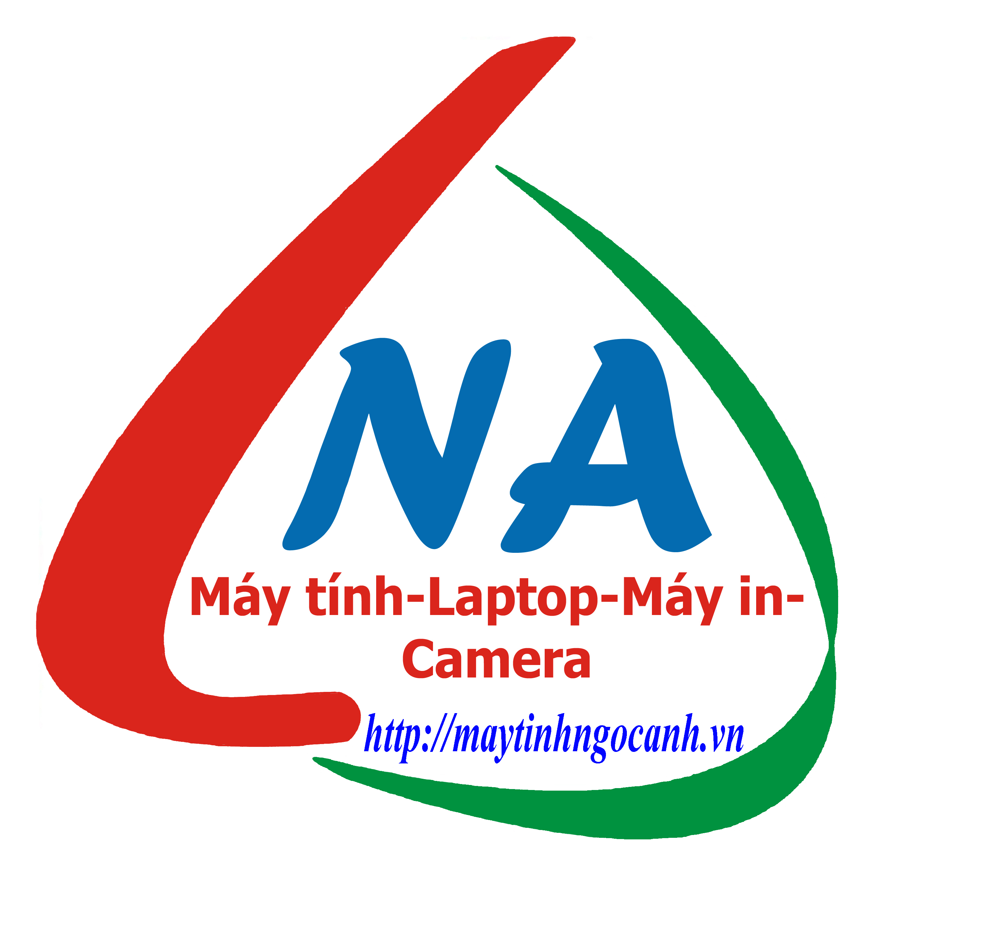 NA
Máy tính-Laptop-Máy in-
Camera
http://maytinhngocanh.vn